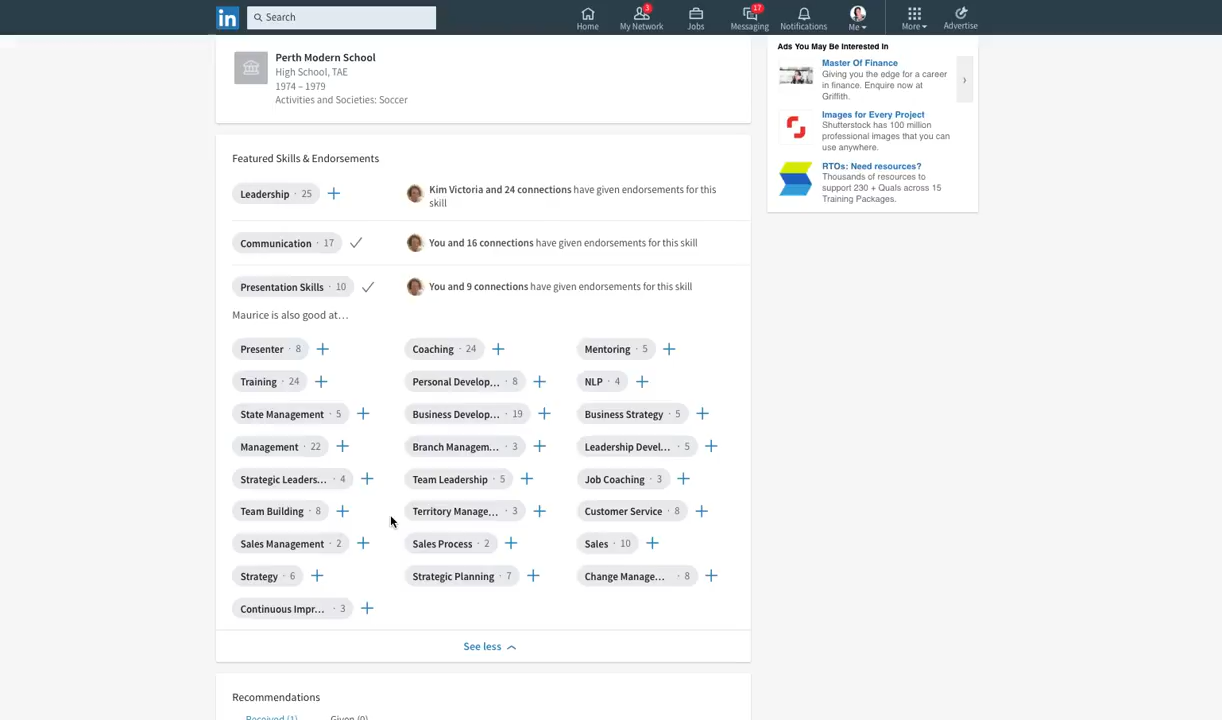 in
Search
3
17
Home
My Network
Jobs
Messaging
Notifications
Me
More
Advertise
Perth Modern School
High School, TAE
1974 – 1979
Activities and Societies: Soccer
Featured Skills & Endorsements
Leadership · 25
Kim Victoria and 24 connections have given endorsements for this
skill
Communication · 17
You and 16 connections have given endorsements for this skill
Presentation Skills · 10
You and 9 connections have given endorsements for this skill
Maurice is also good at…
Presenter · 8
Coaching · 24
Mentoring · 5
Training · 24
Personal Develop… · 8
NLP · 4
State Management · 5
Business Develop… · 19
Business Strategy · 5
Management · 22
Branch Managem… · 3
Leadership Devel… · 5
Strategic Leaders… · 4
Team Leadership · 5
Job Coaching · 3
Team Building · 8
Territory Manage… · 3
Customer Service · 8
Sales Management · 2
Sales Process · 2
Sales · 10
Strategy · 6
Strategic Planning · 7
Change Manage… · 8
Continuous Impr… · 3
See less
Recommendations
Received (1)
Given (0)
Ads You May Be Interested In
Master Of Finance
Giving you the edge for a career
in finance. Enquire now at
Griffith.
Images for Every Project
Shutterstock has 100 million
professional images that you can
use anywhere.
RTOs: Need resources?
Thousands of resources to
support 230 + Quals across 15
Training Packages.